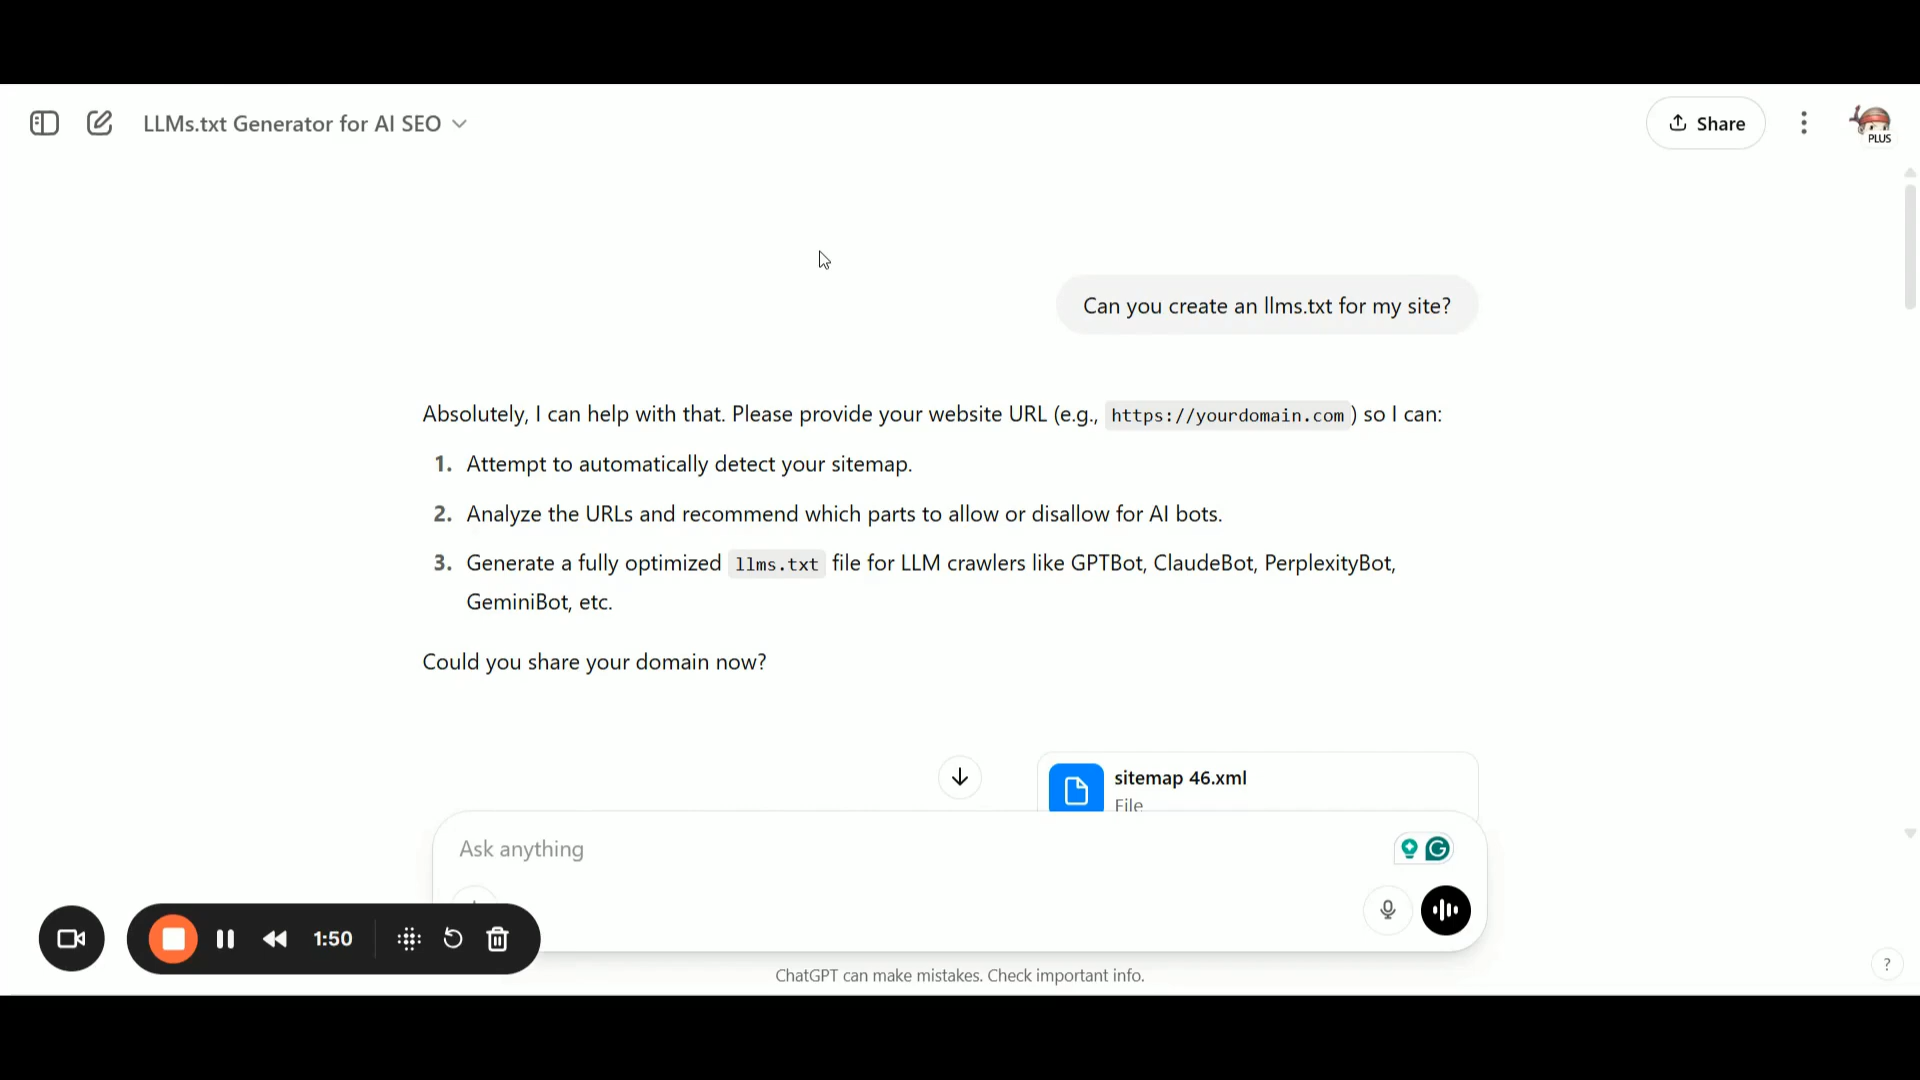 LLMs.txt Generator for AI SEO
Share
PLUS
Can you create an llms.txt for my site?
Absolutely, I can help with that. Please provide your website URL (e.g., https://yourdomain.com) so I can:
1. Attempt to automatically detect your sitemap.
2. Analyze the URLs and recommend which parts to allow or disallow for AI bots.
3. Generate a fully optimized llms.txt file for LLM crawlers like GPTBot, ClaudeBot, PerplexityBot,
GeminiBot, etc.
Could you share your domain now?
sitemap 46.xml
File
Ask anything
1:50
ChatGPT can make mistakes. Check important info.
?